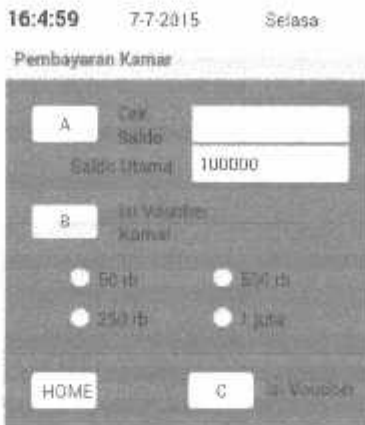 16:4:59 7-7-2015 Selasa
Pembayaran Kamar
A Cek Saldo
Saldo Utama 100000
B Isi Voucher Kamar
50 rb 500 rb
250 rb 1 juta
HOME C Isi Voucher